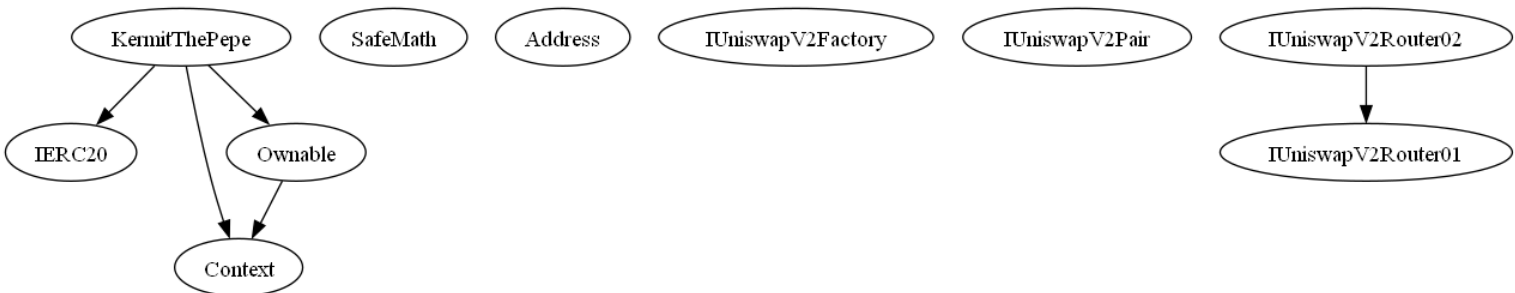 KermitThePepe
SafeMath
Address
IUniswapV2Factory
IUniswapV2Pair
IUniswapV2Router02
IERC20
Ownable
IUniswapV2Router01
Context